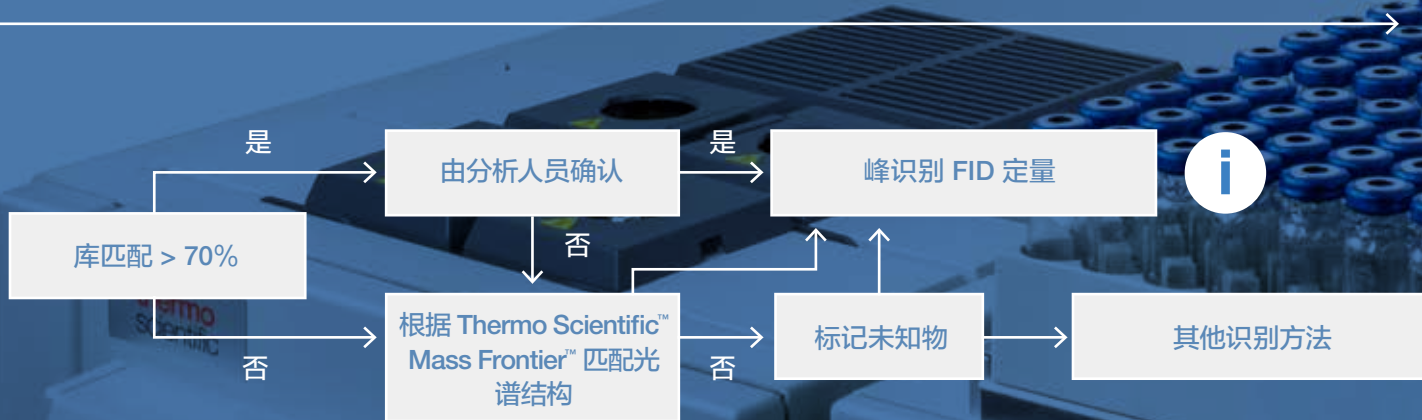 是
由分析人员确认
是
峰识别 FID 定量
i
库匹配 > 70%
否
thermo
scientific
根据 Thermo Scientific™
Mass Frontier™ 匹配光
谱结构
否
标记未知物
其他识别方法
否